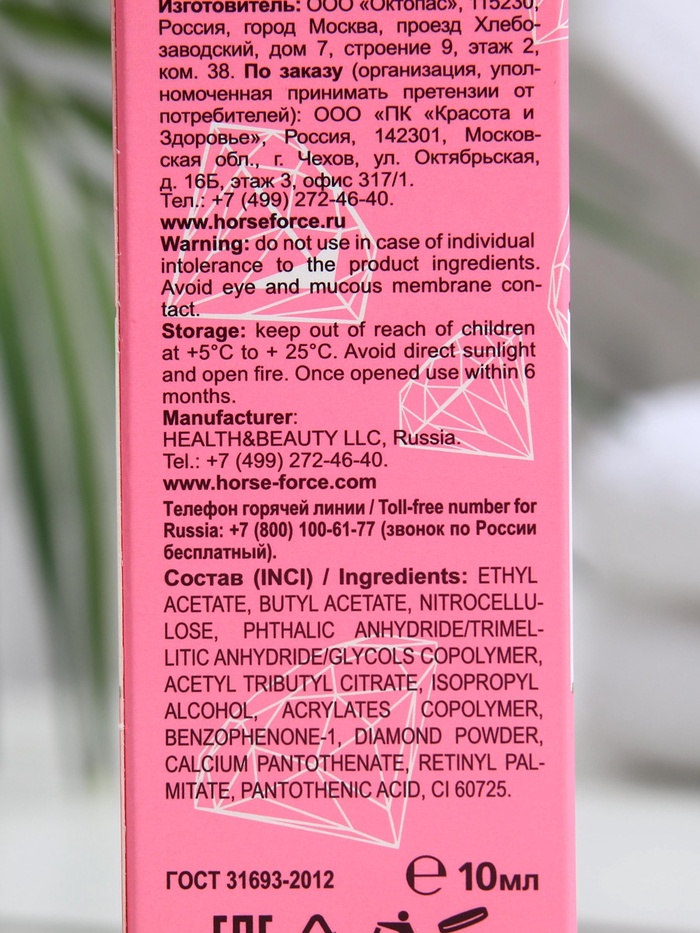 Изготовитель: ООО «Октопас», 115230,
Россия, город Москва, проезд Хлебо-
заводский, дом 7, строение 9, этаж 2,
ком. 38. По заказу (организация, упол-
номоченная принимать претензии от
потребителей): ООО «ПК «Красота и
Здоровье», Россия, 142301, Москов-
ская обл., г. Чехов, ул. Октябрьская,
д. 16Б, этаж 3, офис 317/1.
Тел.: +7 (499) 272-46-40.
www.horseforce.ru
Warning: do not use in case of individual
intolerance to the product ingredients.
Avoid eye and mucous membrane con-
tact.
Storage: keep out of reach of children
at +5°C to + 25°C. Avoid direct sunlight
and open fire. Once opened use within 6
months.
Manufacturer:
HEALTH&BEAUTY LLC, Russia.
Tel.: +7 (499) 272-46-40.
www.horse-force.com
Телефон горячей линии / Toll-free number for
Russia: +7 (800) 100-61-77 (звонок по России
бесплатный).
Состав (INCI) / Ingredients: ETHYL
ACETATE, BUTYL ACETATE, NITROCELLU-
LOSE, PHTHALIC ANHYDRIDE/TRIMEL-
LITIC ANHYDRIDE/GLYCOLS COPOLYMER,
ACETYL TRIBUTYL CITRATE, ISOPROPYL
ALCOHOL, ACRYLATES COPOLYMER,
BENZOPHENONE-1, DIAMOND POWDER,
CALCIUM PANTOTHENATE, RETINYL PAL-
MITATE, PANTOTHENIC ACID, CI 60725.
ГОСТ 31693-2012 ℮ 10мл